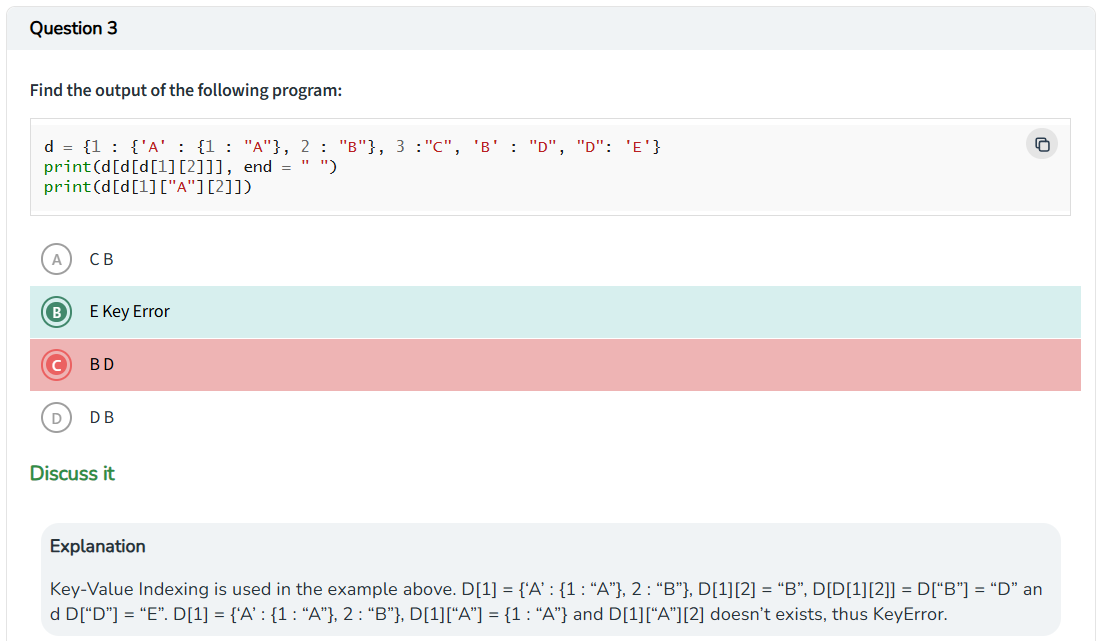 Question 3
Find the output of the following program:
d = {1 : {'A' : {1 : "A"}, 2 : "B"}, 3 :"C", 'B' : "D", "D": 'E'}
print(d[d[d[1][2]]], end = " ")
print(d[d[1]["A"][2]])
A C B
B E Key Error
C B D
D D B
Discuss it
Explanation
Key-Value Indexing is used in the example above. D[1] = {‘A’ : {1 : “A”}, 2 : “B”}, D[1][2] = “B”, D[D[1][2]] = D[“B”] = “D” an
d D[“D”] = “E”. D[1] = {‘A’ : {1 : “A”}, 2 : “B”}, D[1][“A”] = {1 : “A”} and D[1][“A”][2] doesn’t exists, thus KeyError.